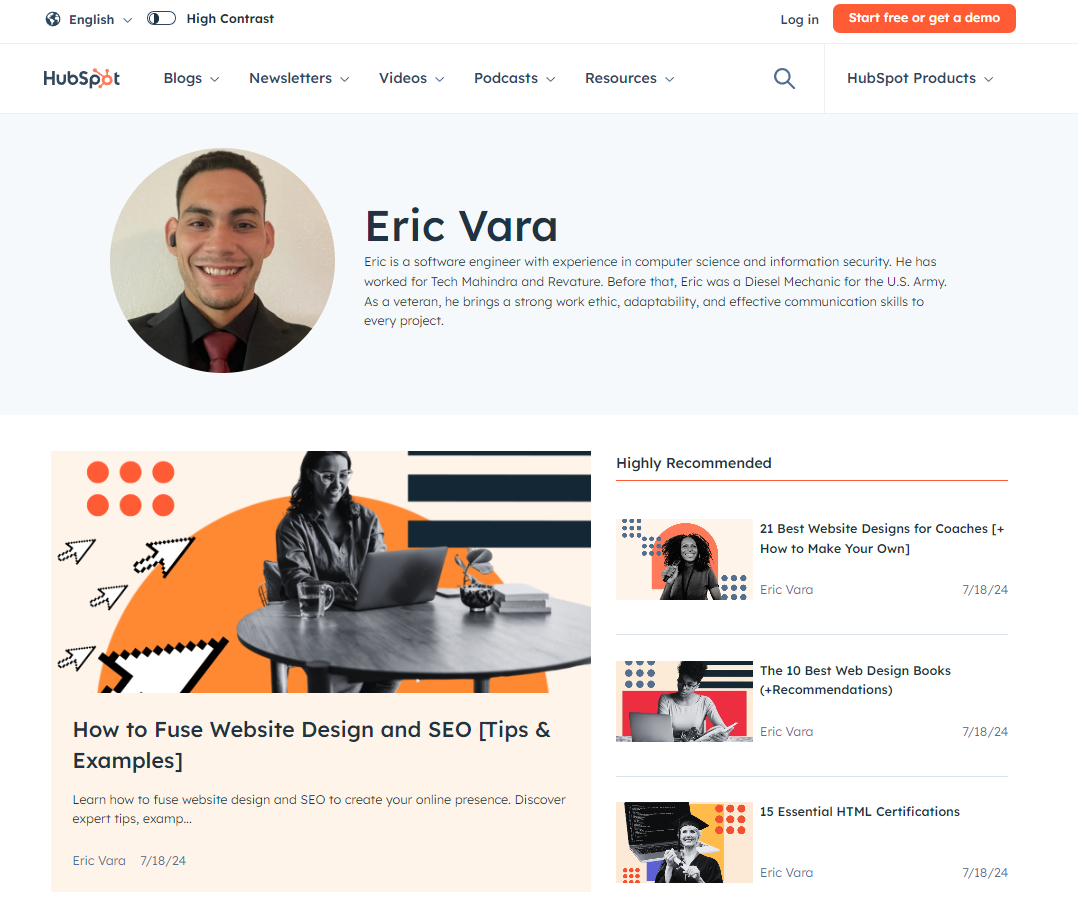 English
High Contrast
Log in
Start free or get a demo
HubSpot
Blogs
Newsletters
Videos
Podcasts
Resources
HubSpot Products
Eric Vara
Eric is a software engineer with experience in computer science and information security. He has
worked for Tech Mahindra and Revature. Before that, Eric was a Diesel Mechanic for the U.S. Army.
As a veteran, he brings a strong work ethic, adaptability, and effective communication skills to
every project.
How to Fuse Website Design and SEO [Tips &
Examples]
Learn how to fuse website design and SEO to create your online presence. Discover
expert tips, examp...
Eric Vara 7/18/24
Highly Recommended
21 Best Website Designs for Coaches [+
How to Make Your Own]
Eric Vara 7/18/24
The 10 Best Web Design Books
(+Recommendations)
Eric Vara 7/18/24
15 Essential HTML Certifications
Eric Vara 7/18/24